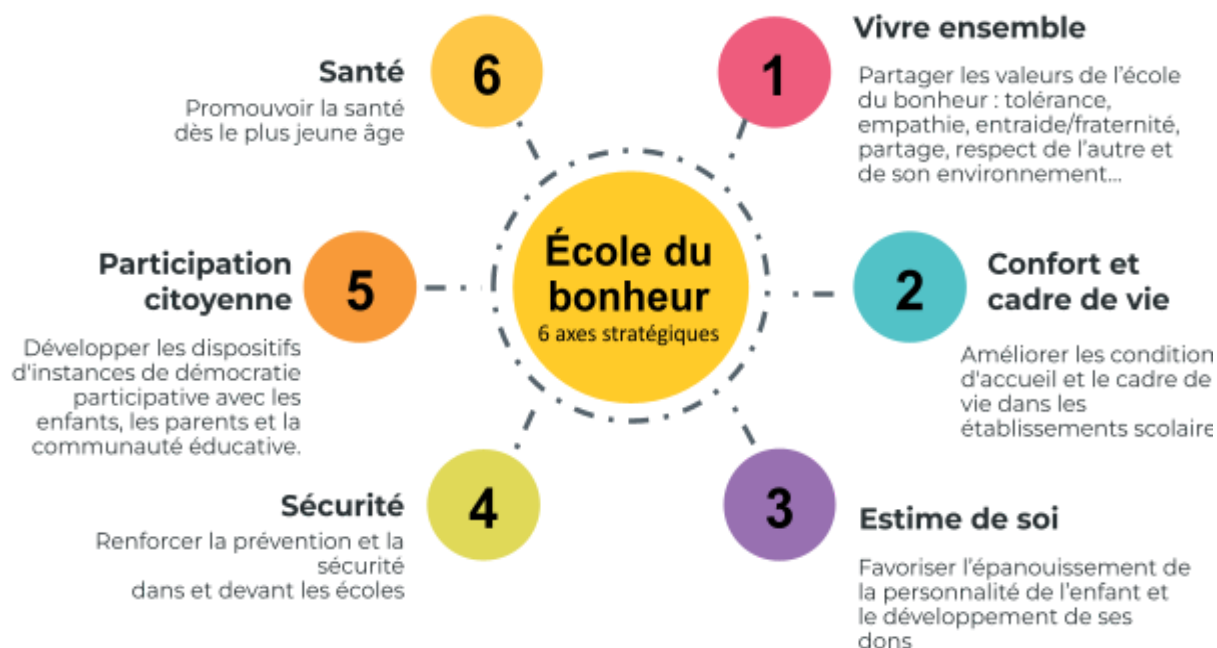 École du
bonheur
6 axes stratégiques
1
Vivre ensemble
Partager les valeurs de l'école
du bonheur : tolérance,
empathie, entraide/fraternité,
partage, respect de l'autre et
de son environnement...
2
Confort et
cadre de vie
Améliorer les condition
d'accueil et le cadre de
vie dans les
établissements scolaire
3
Estime de soi
Favoriser l'épanouissement de
la personnalité de l'enfant et
le développement de ses
dons
4
Sécurité
Renforcer la prévention et la
sécurité
dans et devant les écoles
5
Participation
citoyenne
Développer les dispositifs
d'instances de démocratie
participative avec les
enfants, les parents et la
communauté éducative.
6
Santé
Promouvoir la santé
dès le plus jeune âge